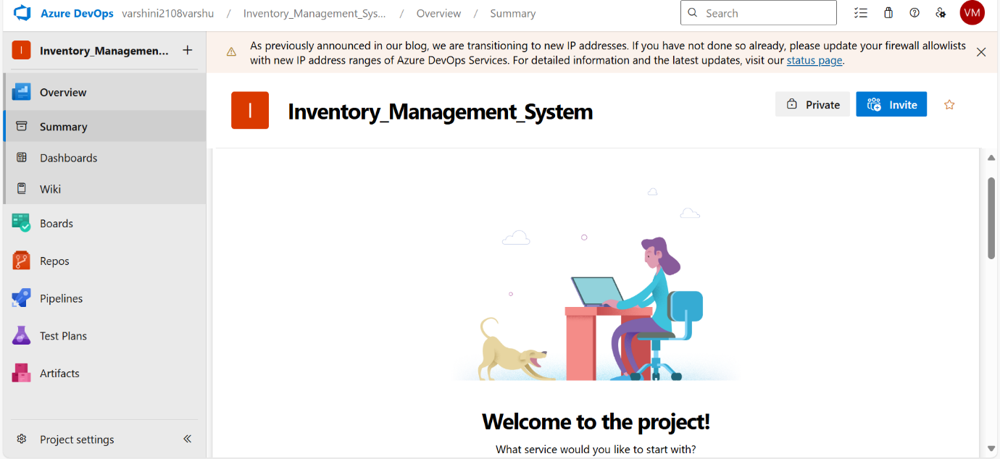 Azure DevOps varshini2108varshu / Inventory_Management_Sys... / Overview / Summary
Search
VM
I Inventory_Managemen... +
As previously announced in our blog, we are transitioning to new IP addresses. If you have not done so already, please update your firewall allowlists
with new IP address ranges of Azure DevOps Services. For detailed information and the latest updates, visit our status page.
Overview
Summary
Dashboards
Wiki
Boards
Repos
Pipelines
Test Plans
Artifacts
Project settings
I Inventory_Management_System
Private
Invite
Welcome to the project!
What service would you like to start with?